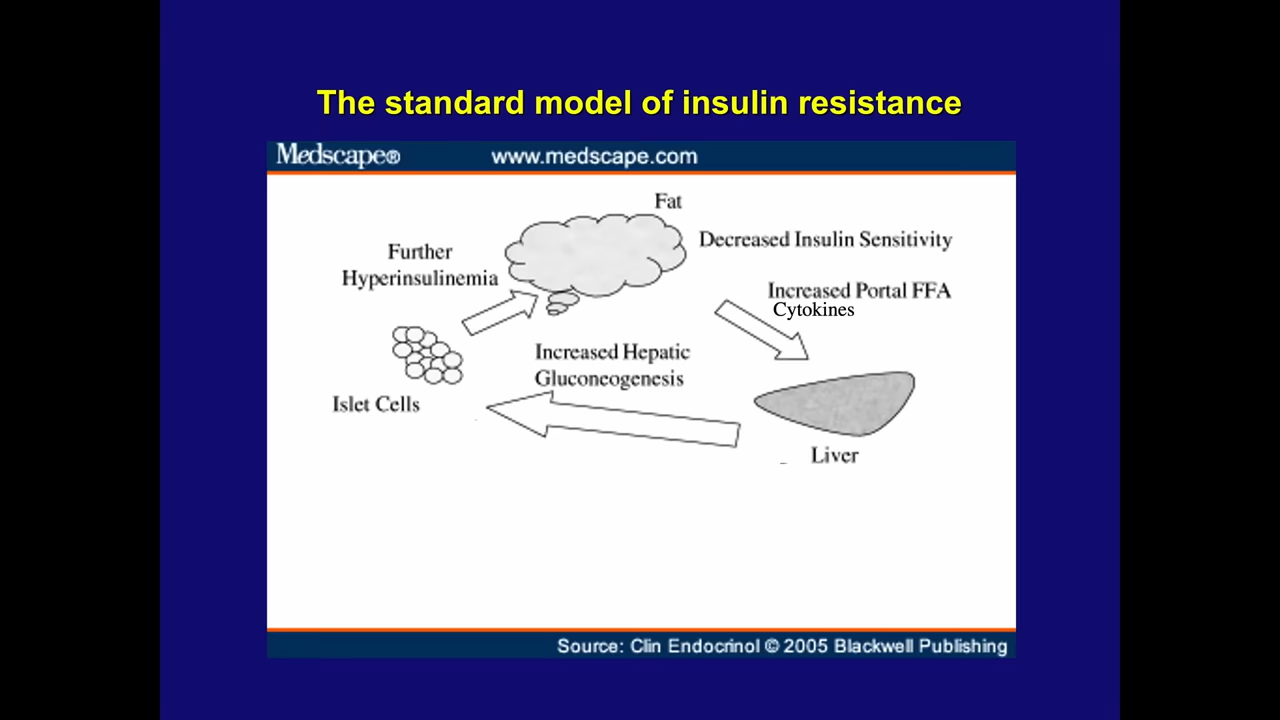 The standard model of insulin resistance
Medscape® www.medscape.com
Fat
Decreased Insulin Sensitivity
Further
Hyperinsulinemia
Increased Portal FFA
Cytokines
Increased Hepatic
Gluconeogenesis
Islet Cells
Liver
Source: Clin Endocrinol © 2005 Blackwell Publishing